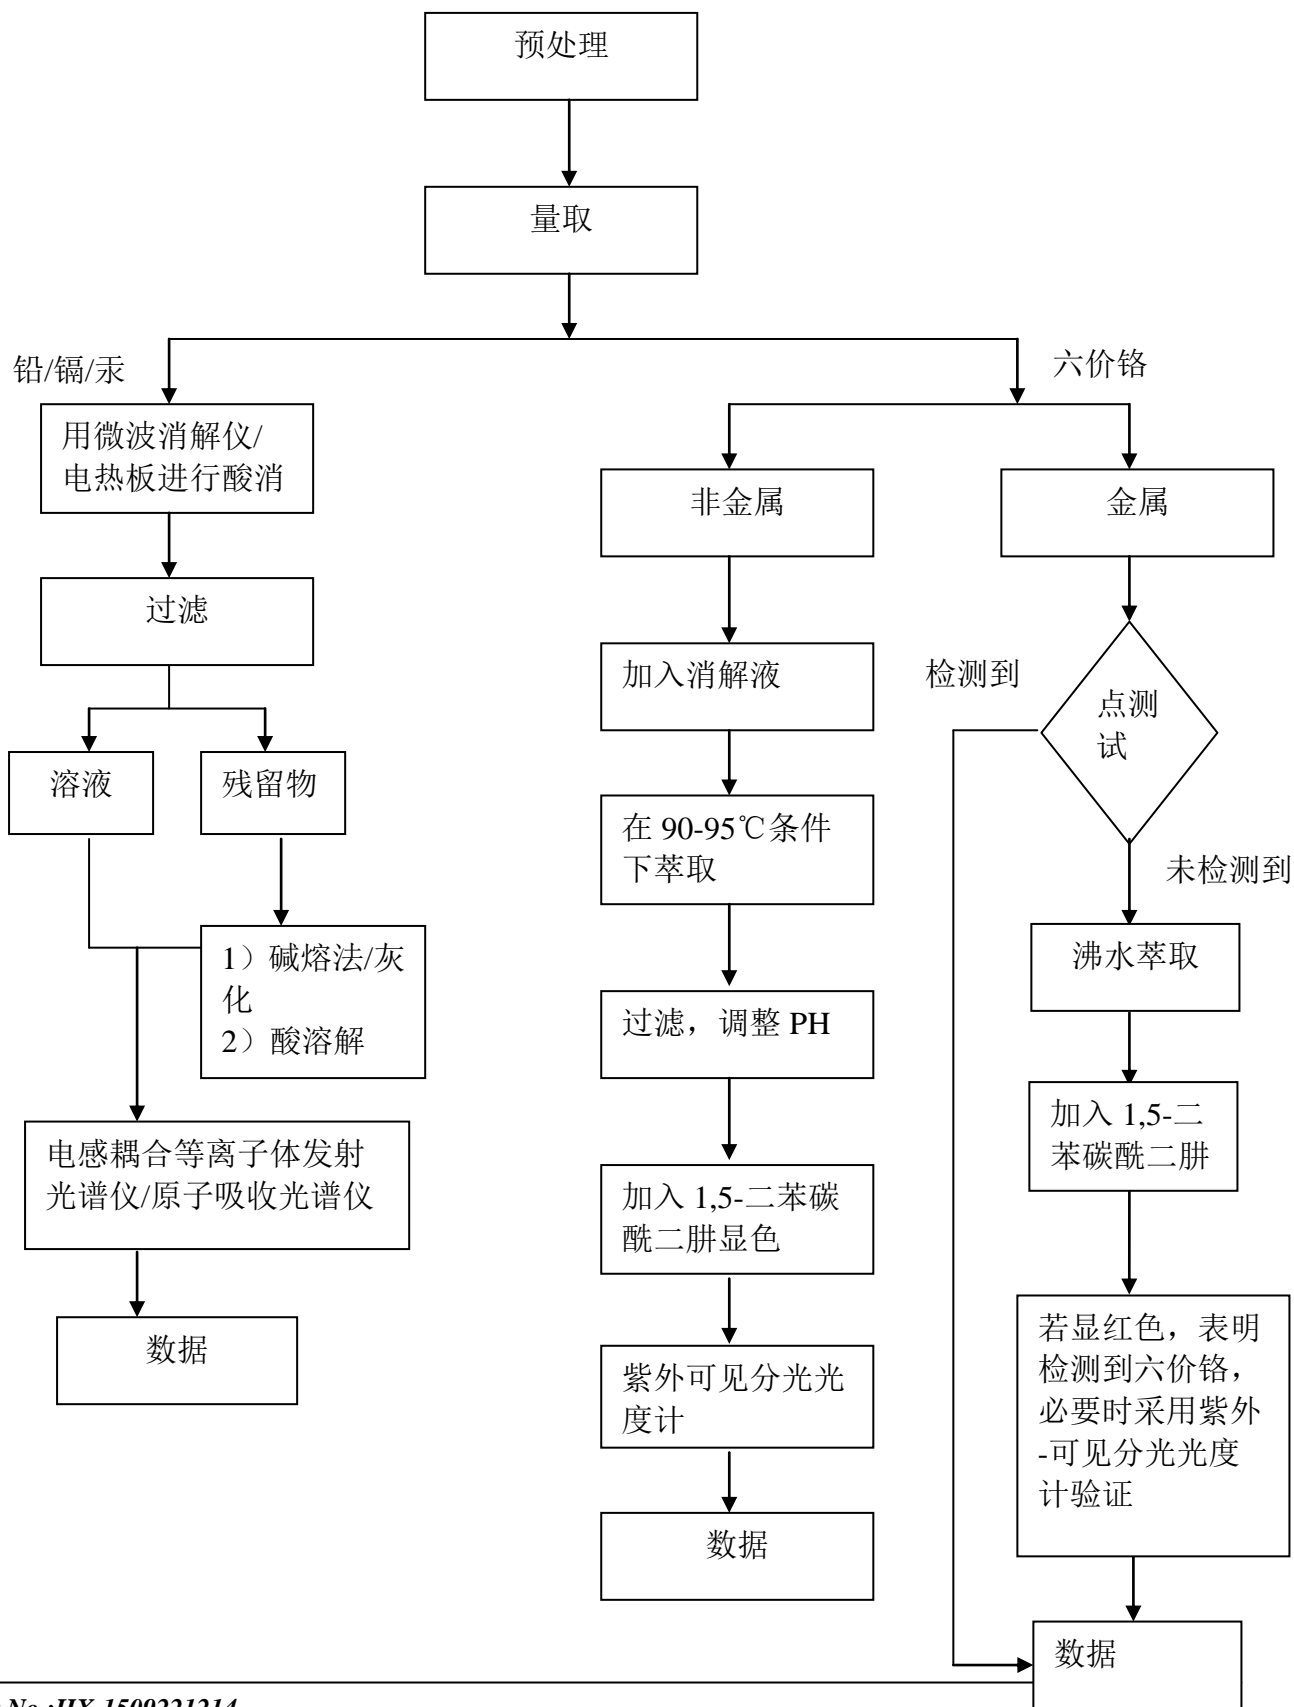 预处理
量取
铅/镉/汞
六价铬
用微波消解仪/
电热板进行酸消
过滤
溶液
残留物
1）碱熔法/灰
化
2）酸溶解
电感耦合等离子体发射
光谱仪/原子吸收光谱仪
数据
非金属
加入消解液
在 90-95℃条件
下萃取
过滤，调整 PH
加入 1,5-二苯碳
酰二肼显色
紫外可见分光光
度计
数据
金属
检测到
点测
试
未检测到
沸水萃取
加入 1,5-二
苯碳酰二肼
若显红色，表明
检测到六价铬，
必要时采用紫外
-可见分光光度
计验证
数据
No.:HX-1509221214